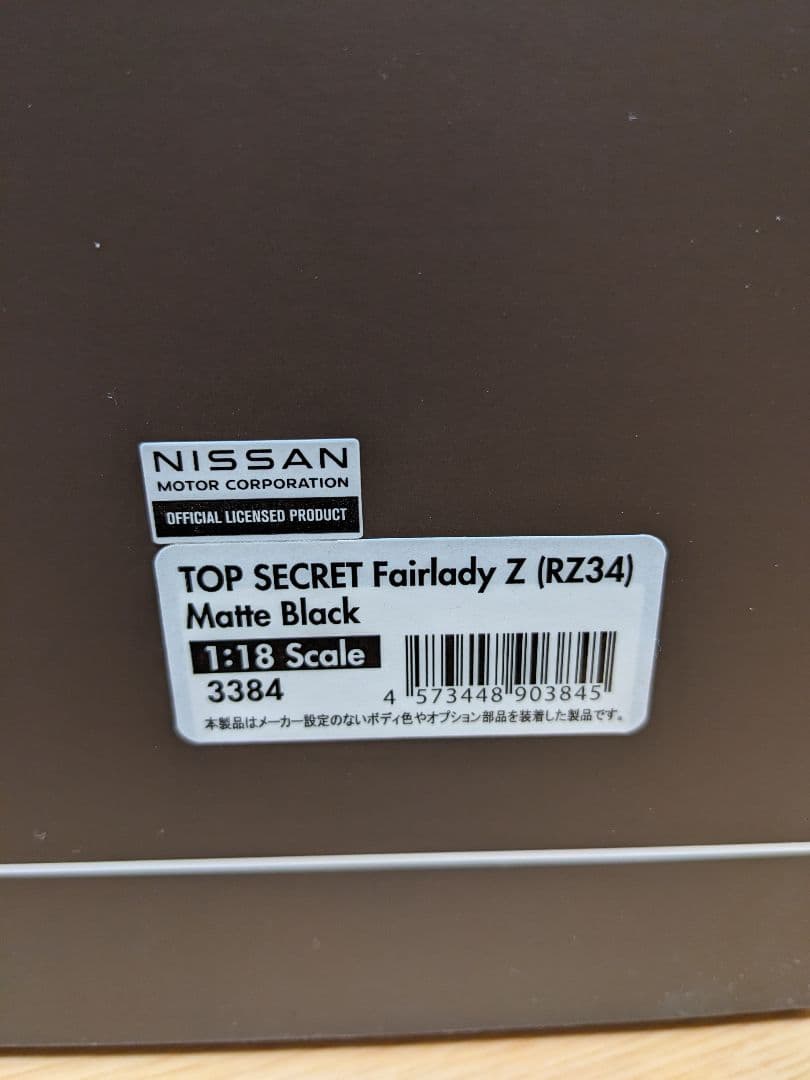 NISSAN
MOTOR CORPORATION
OFFICIAL LICENSED PRODUCT
TOP SECRET Fairlady Z (RZ34)
Matte Black
1:18 Scale
3384
4 573448 903845
本製品はメーカー設定のないボディ色やオプション部品を装着した製品です。